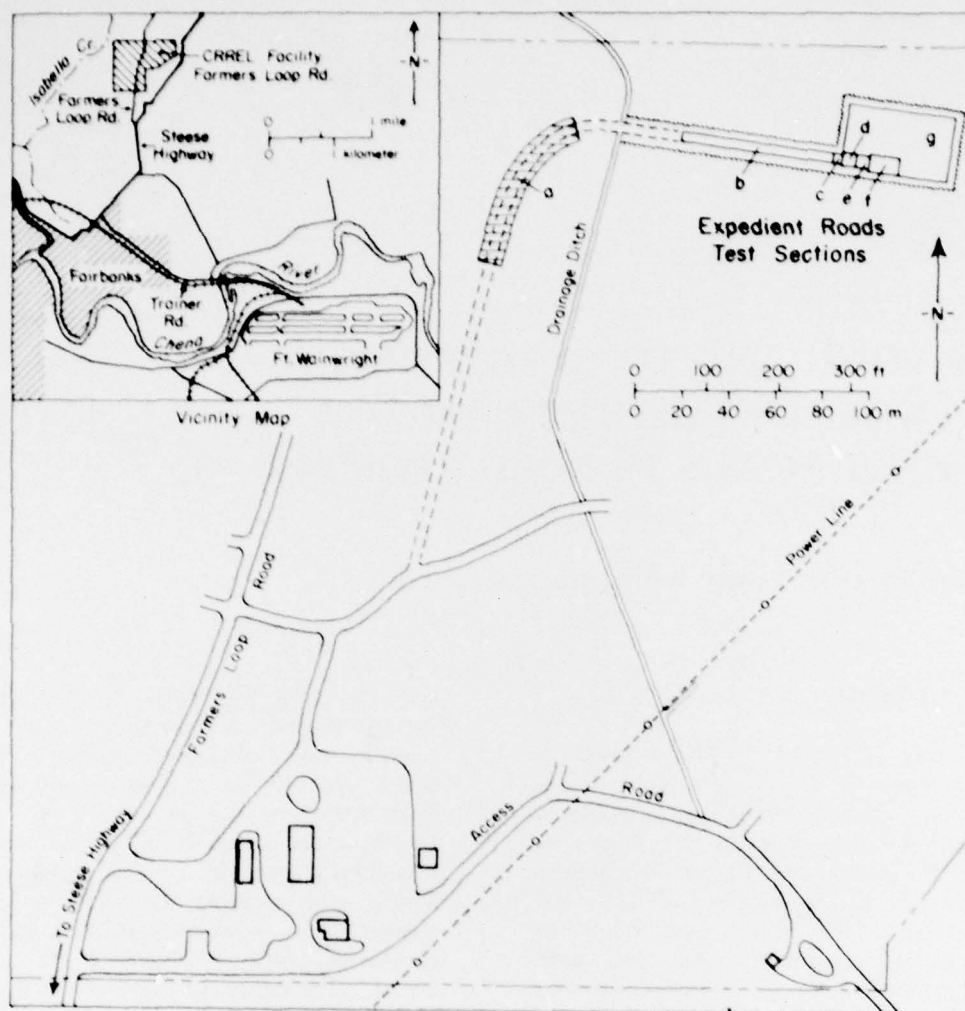 Isabella Cr.
CRREL Facility
Farmers Loop Rd.
-N-
Farmers
Loop Rd.
Steese
Highway
0 1 mile
0 1 kilometer
Fairbanks
River
Trainer
Rd.
Chena
Ft. Wainwright
Vicinity Map
a
b
c
d
e
f
g
Expedient Roads
Test Sections
-N-
Drainage Ditch
0 100 200 300 ft
0 20 40 60 80 100 m
Power Line
Road
Farmers Loop
Access Road
To Steese Highway